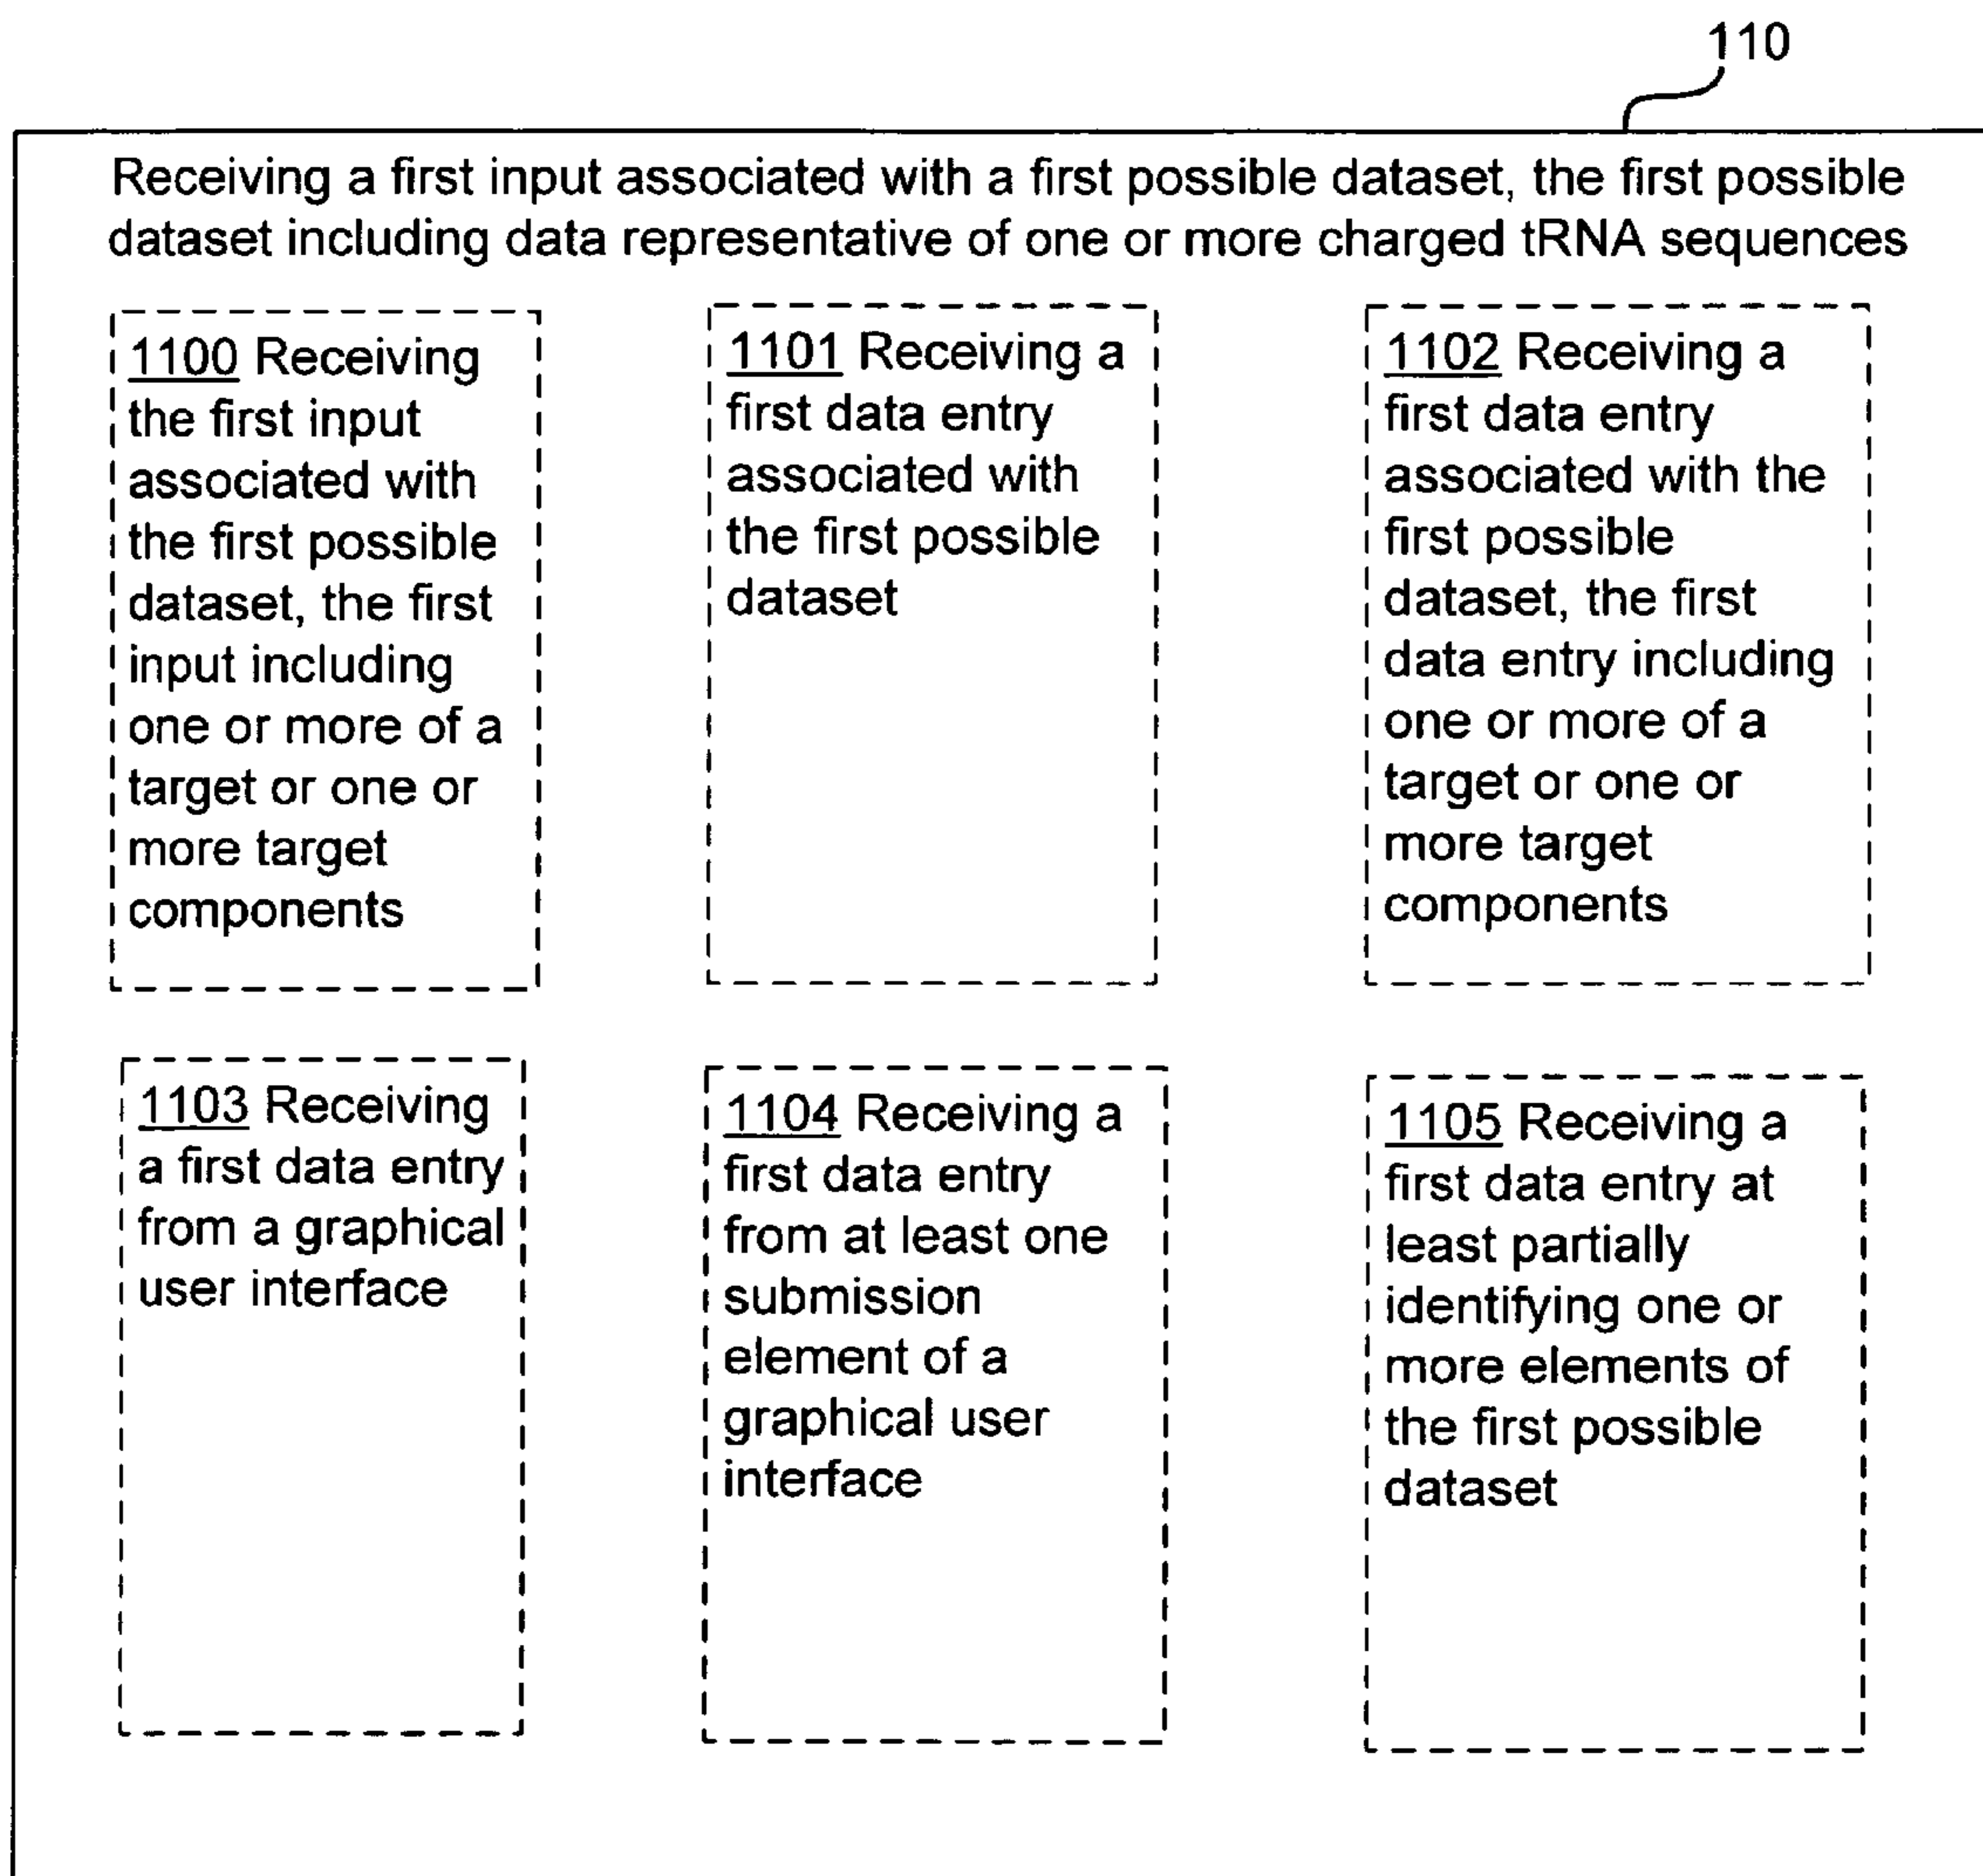 110
Receiving a first input associated with a first possible dataset, the first possible
dataset including data representative of one or more charged tRNA sequences
1100 Receiving
the first input
associated with
the first possible
dataset, the first
input including
one or more of a
target or one or
more target
components
1101 Receiving a
first data entry
associated with
the first possible
dataset
1102 Receiving a
first data entry
associated with the
first possible
dataset, the first
data entry including
one or more of a
target or one or
more target
components
1103 Receiving
a first data entry
from a graphical
user interface
1104 Receiving a
first data entry
from at least one
submission
element of a
graphical user
interface
1105 Receiving a
first data entry at
least partially
identifying one or
more elements of
the first possible
dataset